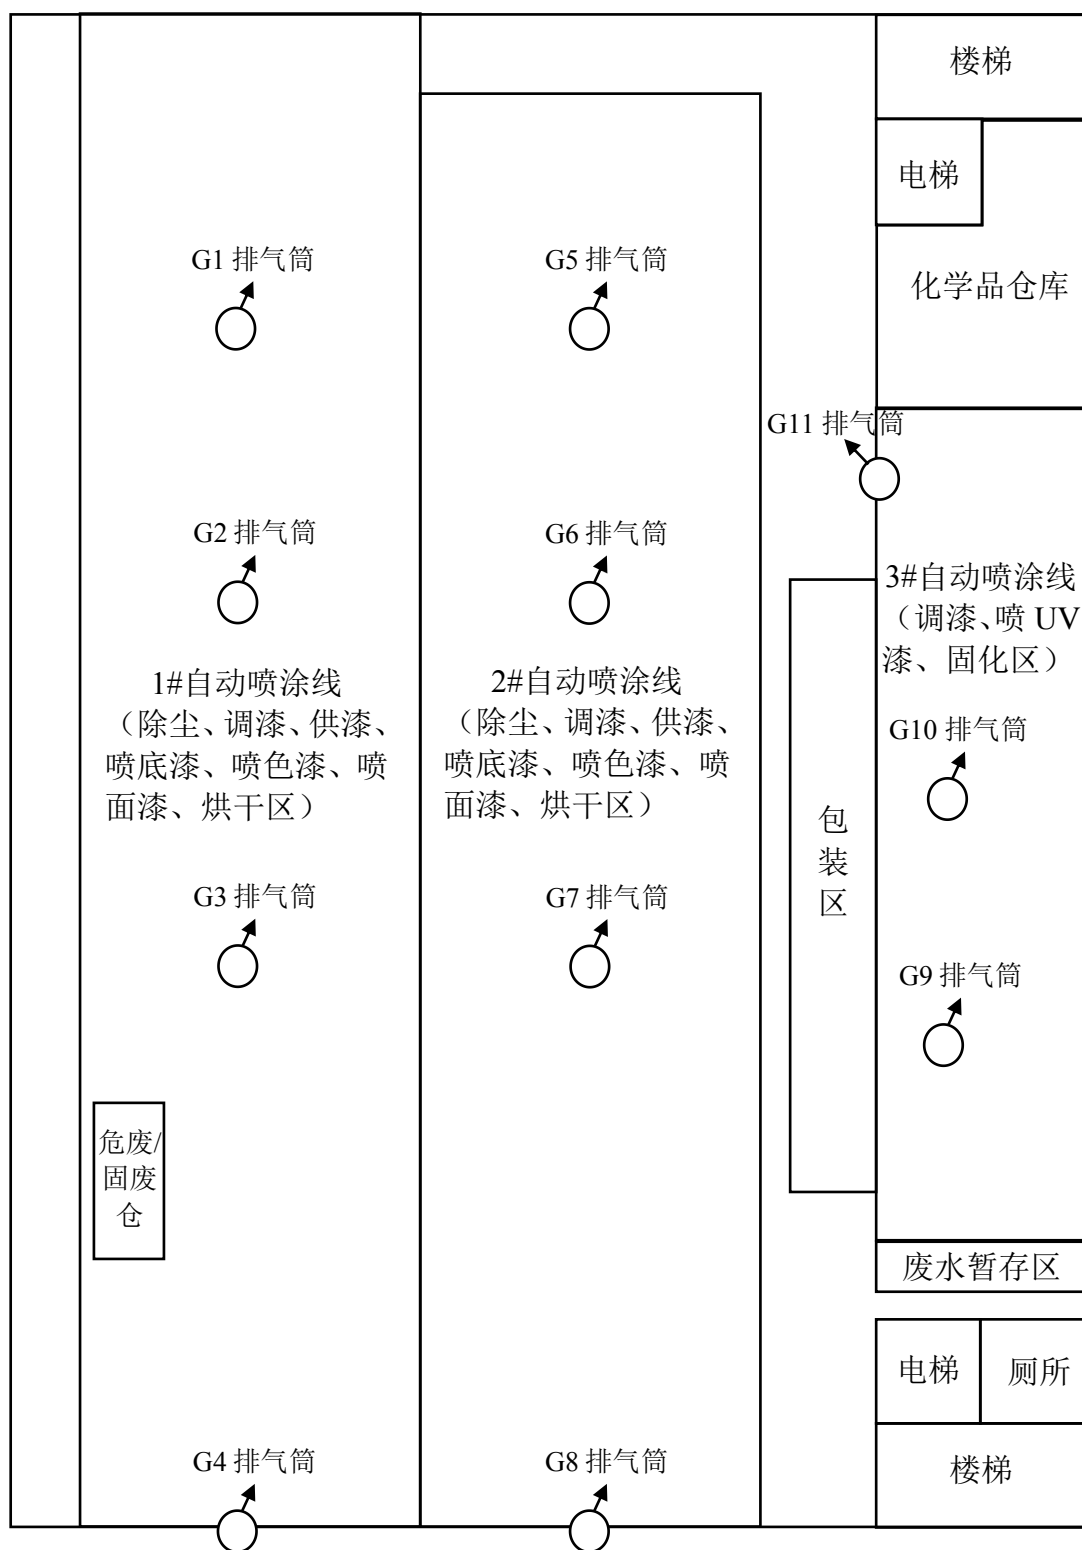 楼梯
电梯
G1 排气筒
G5 排气筒
化学品仓库
G11 排气筒
G2 排气筒
G6 排气筒
3#自动喷涂线
（调漆、喷 UV
漆、固化区）
1#自动喷涂线
（除尘、调漆、供漆、
喷底漆、喷色漆、喷
面漆、烘干区）
2#自动喷涂线
（除尘、调漆、供漆、
喷底漆、喷色漆、喷
面漆、烘干区）
G10 排气筒
包
装
区
G3 排气筒
G7 排气筒
G9 排气筒
危废/
固废
仓
废水暂存区
电梯
厕所
G4 排气筒
G8 排气筒
楼梯